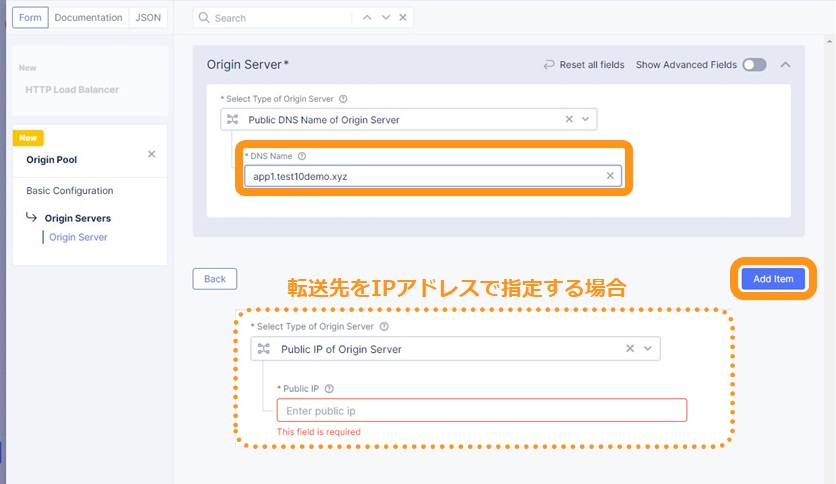 Form
Documentation
JSON
Search
New
HTTP Load Balancer
New
Origin Pool
Basic Configuration
Origin Servers
Origin Server
Origin Server*
Reset all fields
Show Advanced Fields
* Select Type of Origin Server
Public DNS Name of Origin Server
* DNS Name
app1.test10demo.xyz
Back
Add Item
転送先をIPアドレスで指定する場合
* Select Type of Origin Server
Public IP of Origin Server
* Public IP
Enter public ip
This field is required